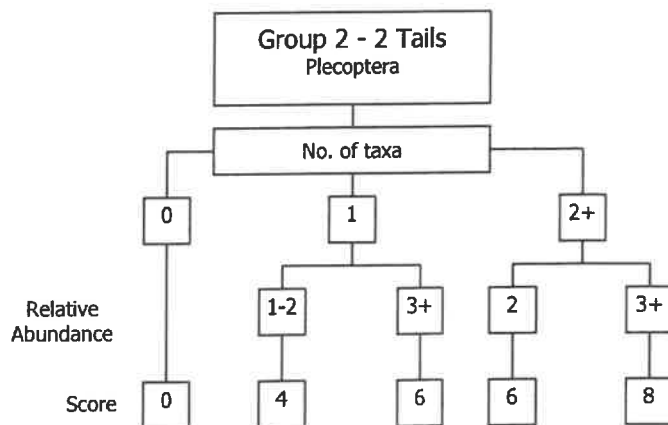 Group 2 - 2 Tails
Plecoptera
No. of taxa
0 1 2+
Relative
Abundance
1-2 3+ 2 3+
Score 0 4 6 6 8